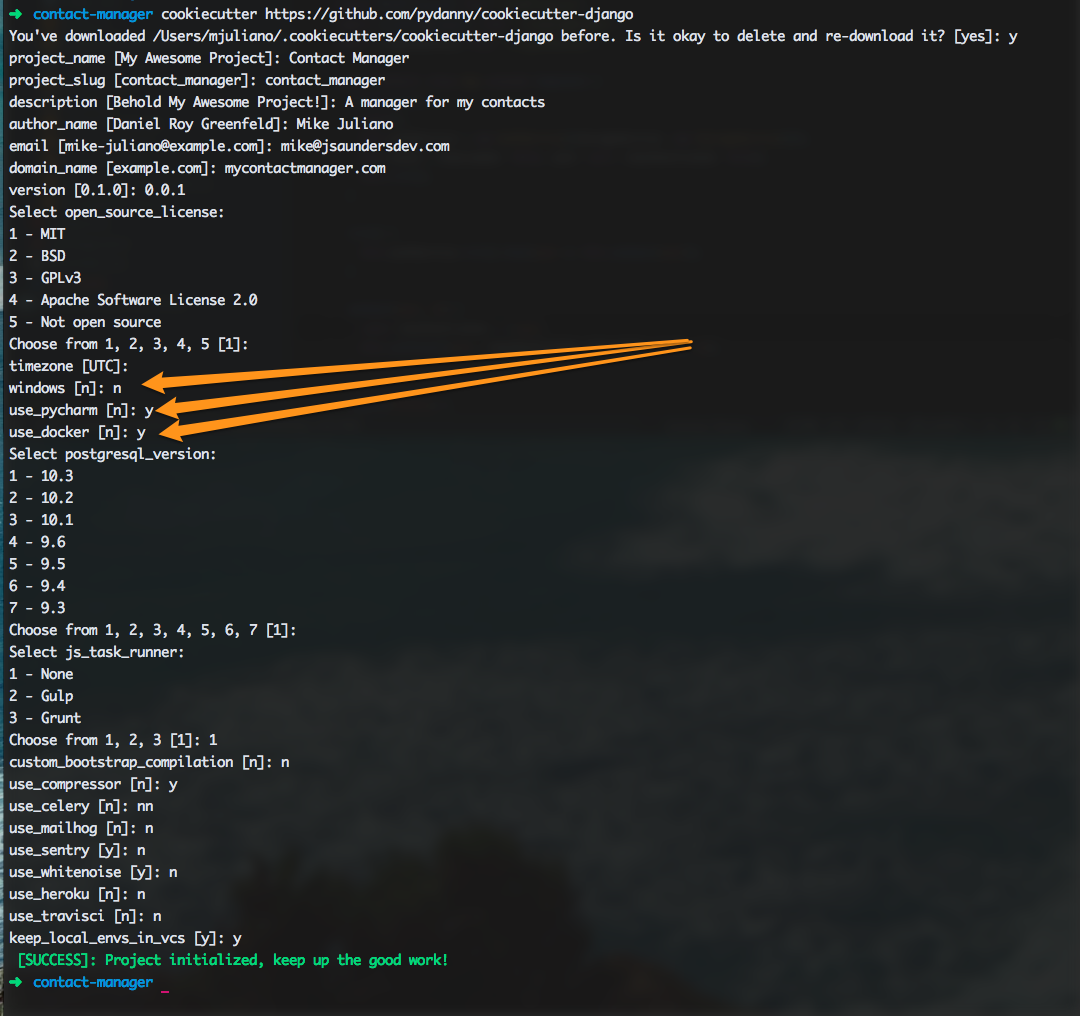 ➜ contact-manager cookiecutter https://github.com/pydanny/cookiecutter-django
You've downloaded /Users/mjuliano/.cookiecutters/cookiecutter-django before. Is it okay to delete and re-download it? [yes]: y
project_name [My Awesome Project]: Contact Manager
project_slug [contact_manager]: contact_manager
description [Behold My Awesome Project!]: A manager for my contacts
author_name [Daniel Roy Greenfeld]: Mike Juliano
email [mike-juliano@example.com]: mike@jsaundersdev.com
domain_name [example.com]: mycontactmanager.com
version [0.1.0]: 0.0.1
Select open_source_license:
1 - MIT
2 - BSD
3 - GPLv3
4 - Apache Software License 2.0
5 - Not open source
Choose from 1, 2, 3, 4, 5 [1]:
timezone [UTC]:
windows [n]: n
use_pycharm [n]: y
use_docker [n]: y
Select postgresql_version:
1 - 10.3
2 - 10.2
3 - 10.1
4 - 9.6
5 - 9.5
6 - 9.4
7 - 9.3
Choose from 1, 2, 3, 4, 5, 6, 7 [1]:
Select js_task_runner:
1 - None
2 - Gulp
3 - Grunt
Choose from 1, 2, 3 [1]: 1
custom_bootstrap_compilation [n]: n
use_compressor [n]: y
use_celery [n]: nn
use_mailhog [n]: n
use_sentry [y]: n
use_whitenoise [y]: n
use_heroku [n]: n
use_travisci [n]: n
keep_local_envs_in_vcs [y]: y
[SUCCESS]: Project initialized, keep up the good work!
➜ contact-manager _